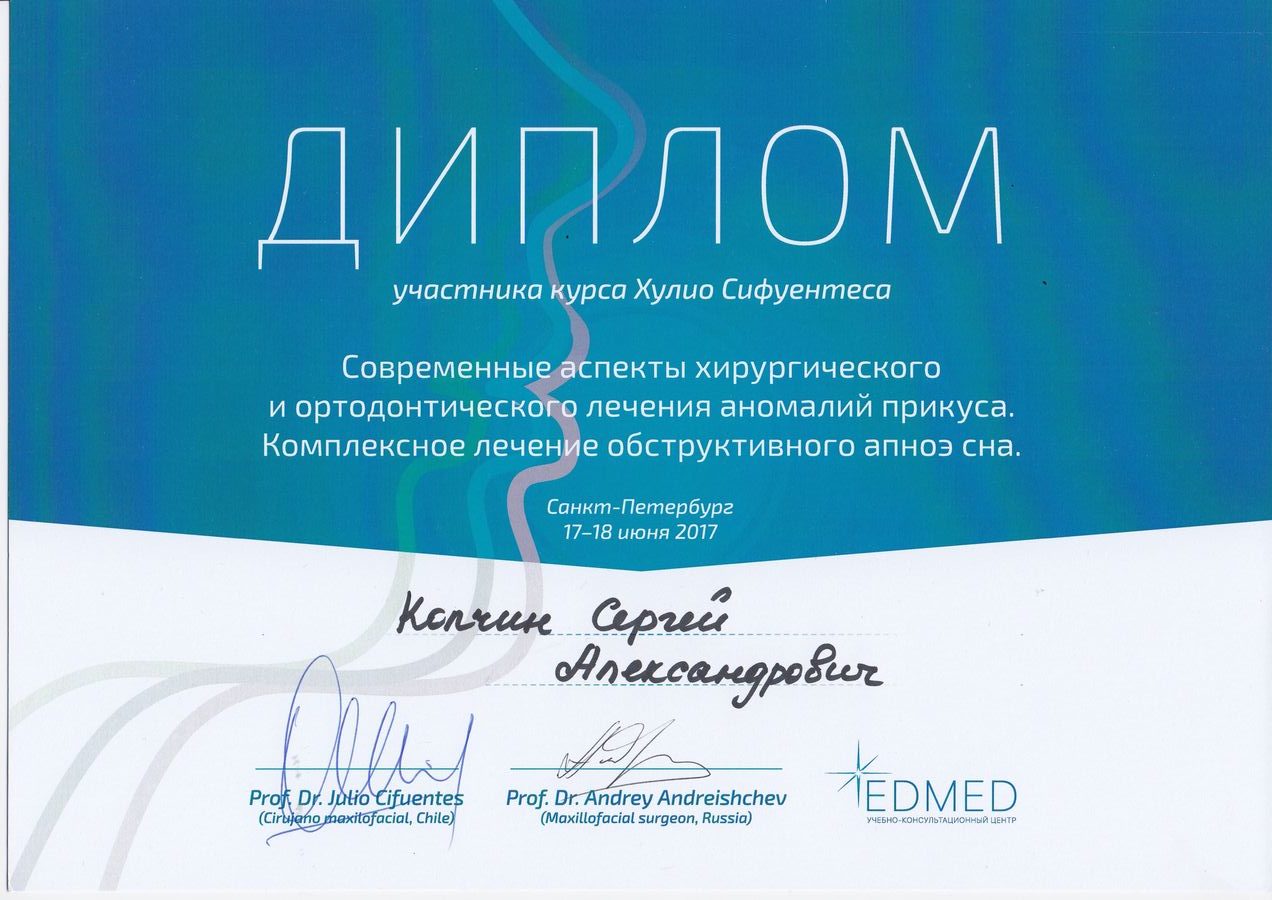 ДИПЛОМ
участника курса Хулио Сифуентеса
Современные аспекты хирургического
и ортодонтического лечения аномалий прикуса.
Комплексное лечение обструктивного апноэ сна.
Санкт-Петербург
17–18 июня 2017
Колчин Сергей
Александрович
Prof. Dr. Julio Cifuentes
(Cirujano maxilofacial, Chile)
Prof. Dr. Andrey Andreishchev
(Maxillofacial surgeon, Russia)
EDMED
УЧЕБНО-КОНСУЛЬТАЦИОННЫЙ ЦЕНТР